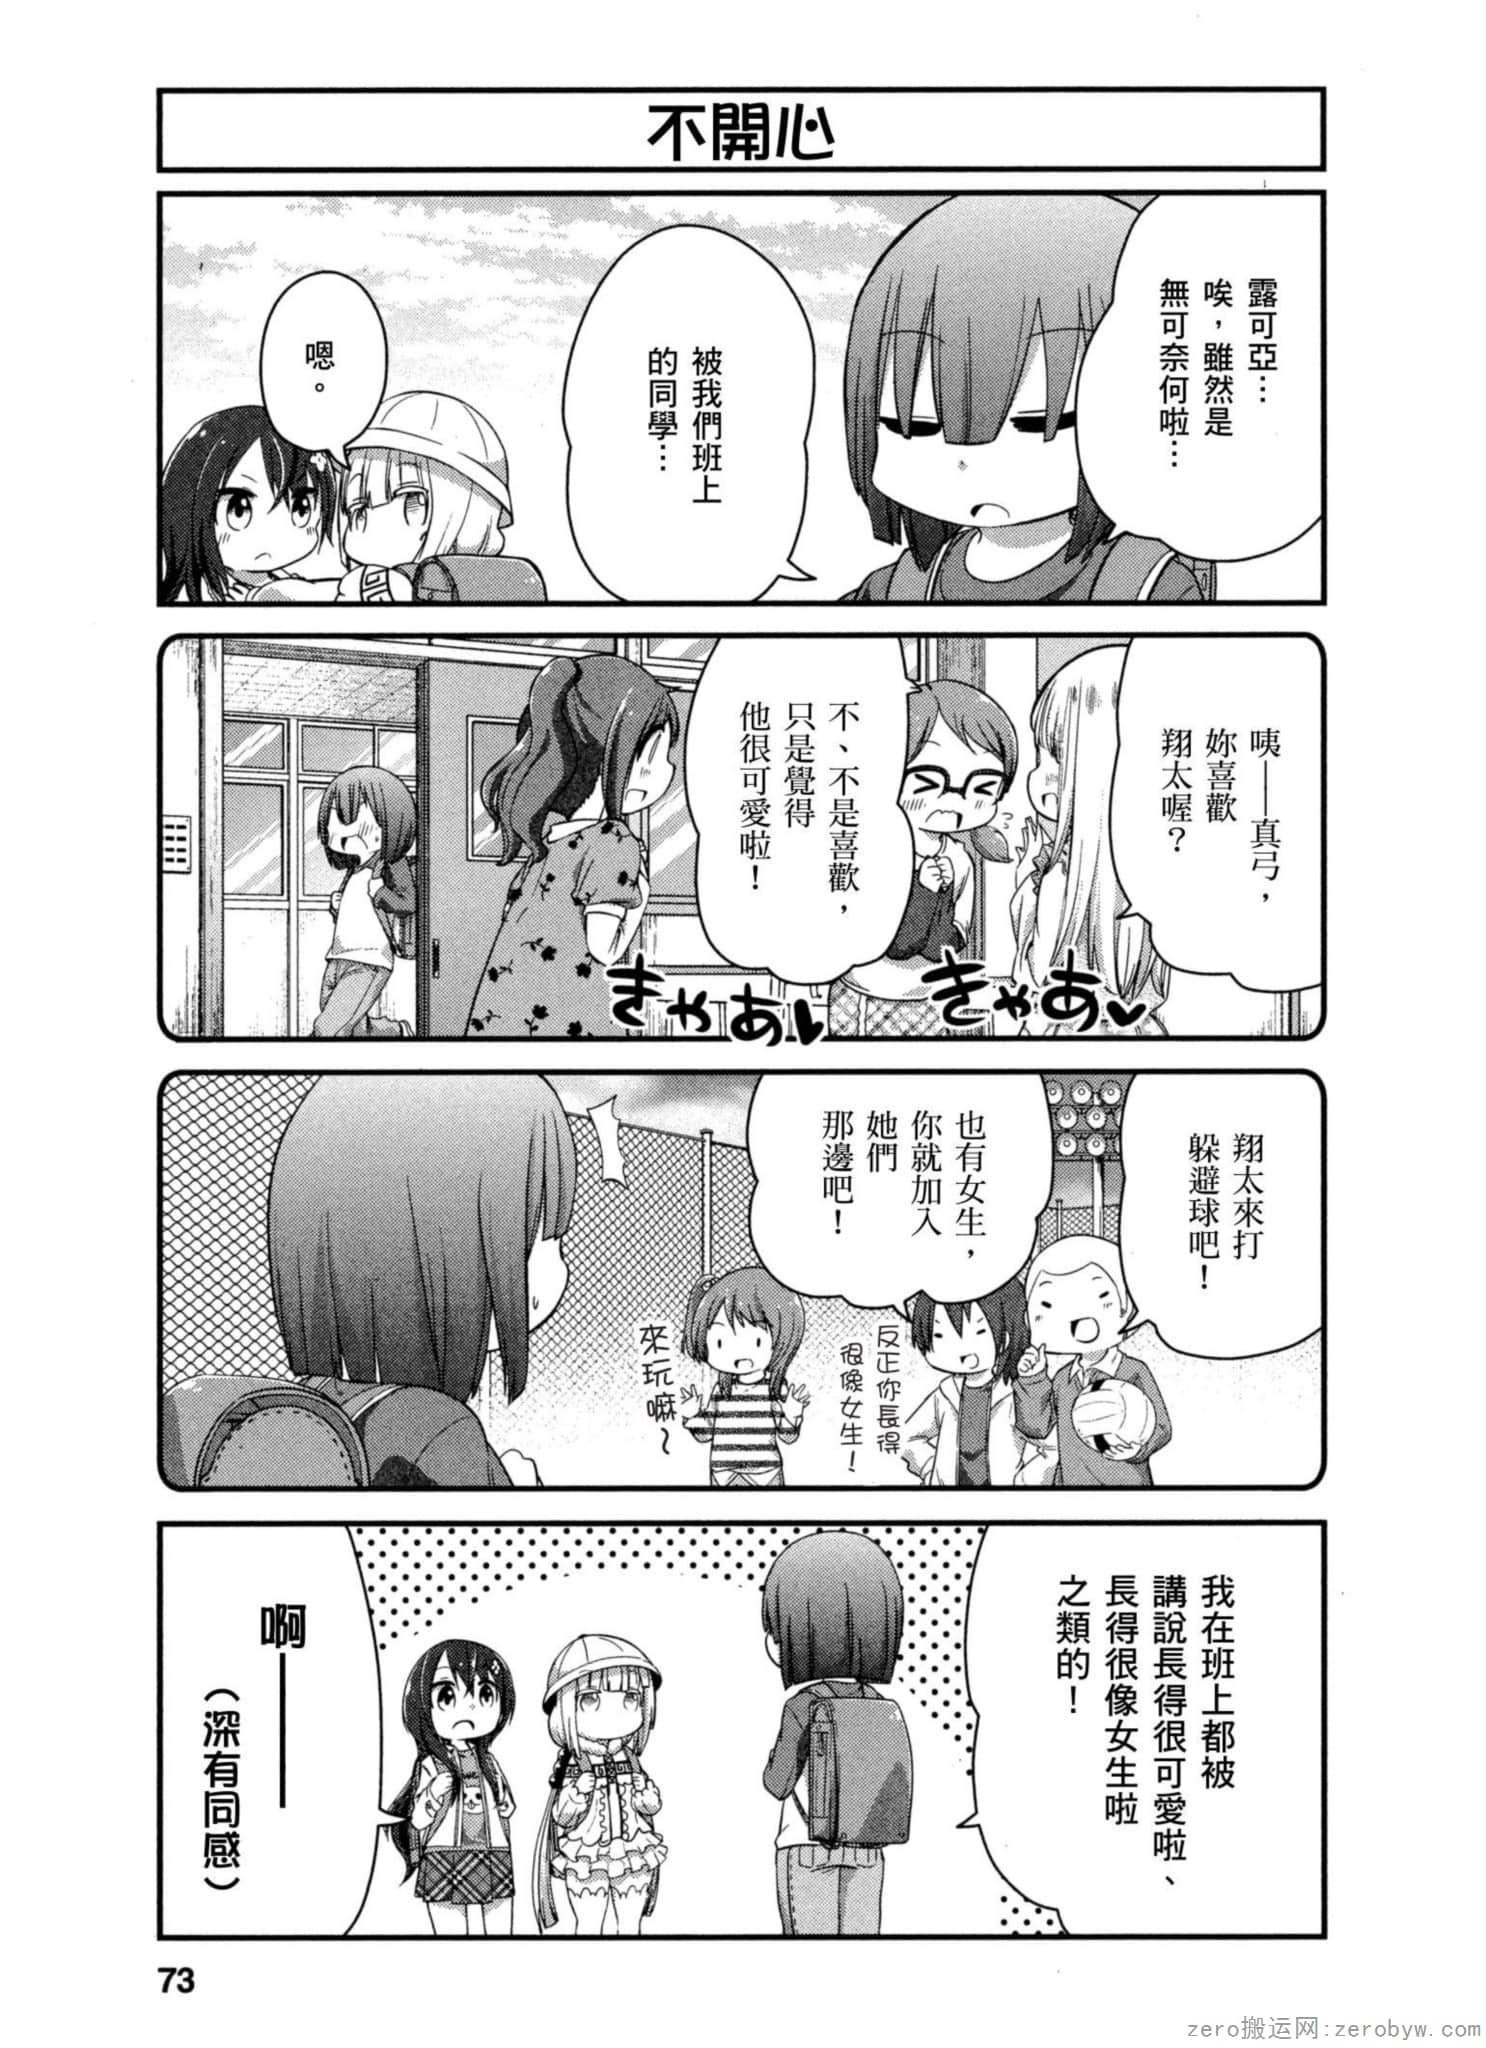 不開心
露可亞…
唉，雖然是
無可奈何啦…
被我們班上
的同學…
嗯。
咦——真弓，
妳喜歡
翔太喔？
不、不是喜歡，
只是覺得
他很可愛啦！
きゃあ♥
きゃあ♥
翔太來打
躲避球吧！
也有女生，
你就加入
她們
那邊吧！
反正你長得
很像女生！
來玩嘛～
我在班上都被
講說長得很可愛啦、
長得很像女生啦
之類的！
啊——
（深有同感）
73
zero搬运网:zerobyw.com